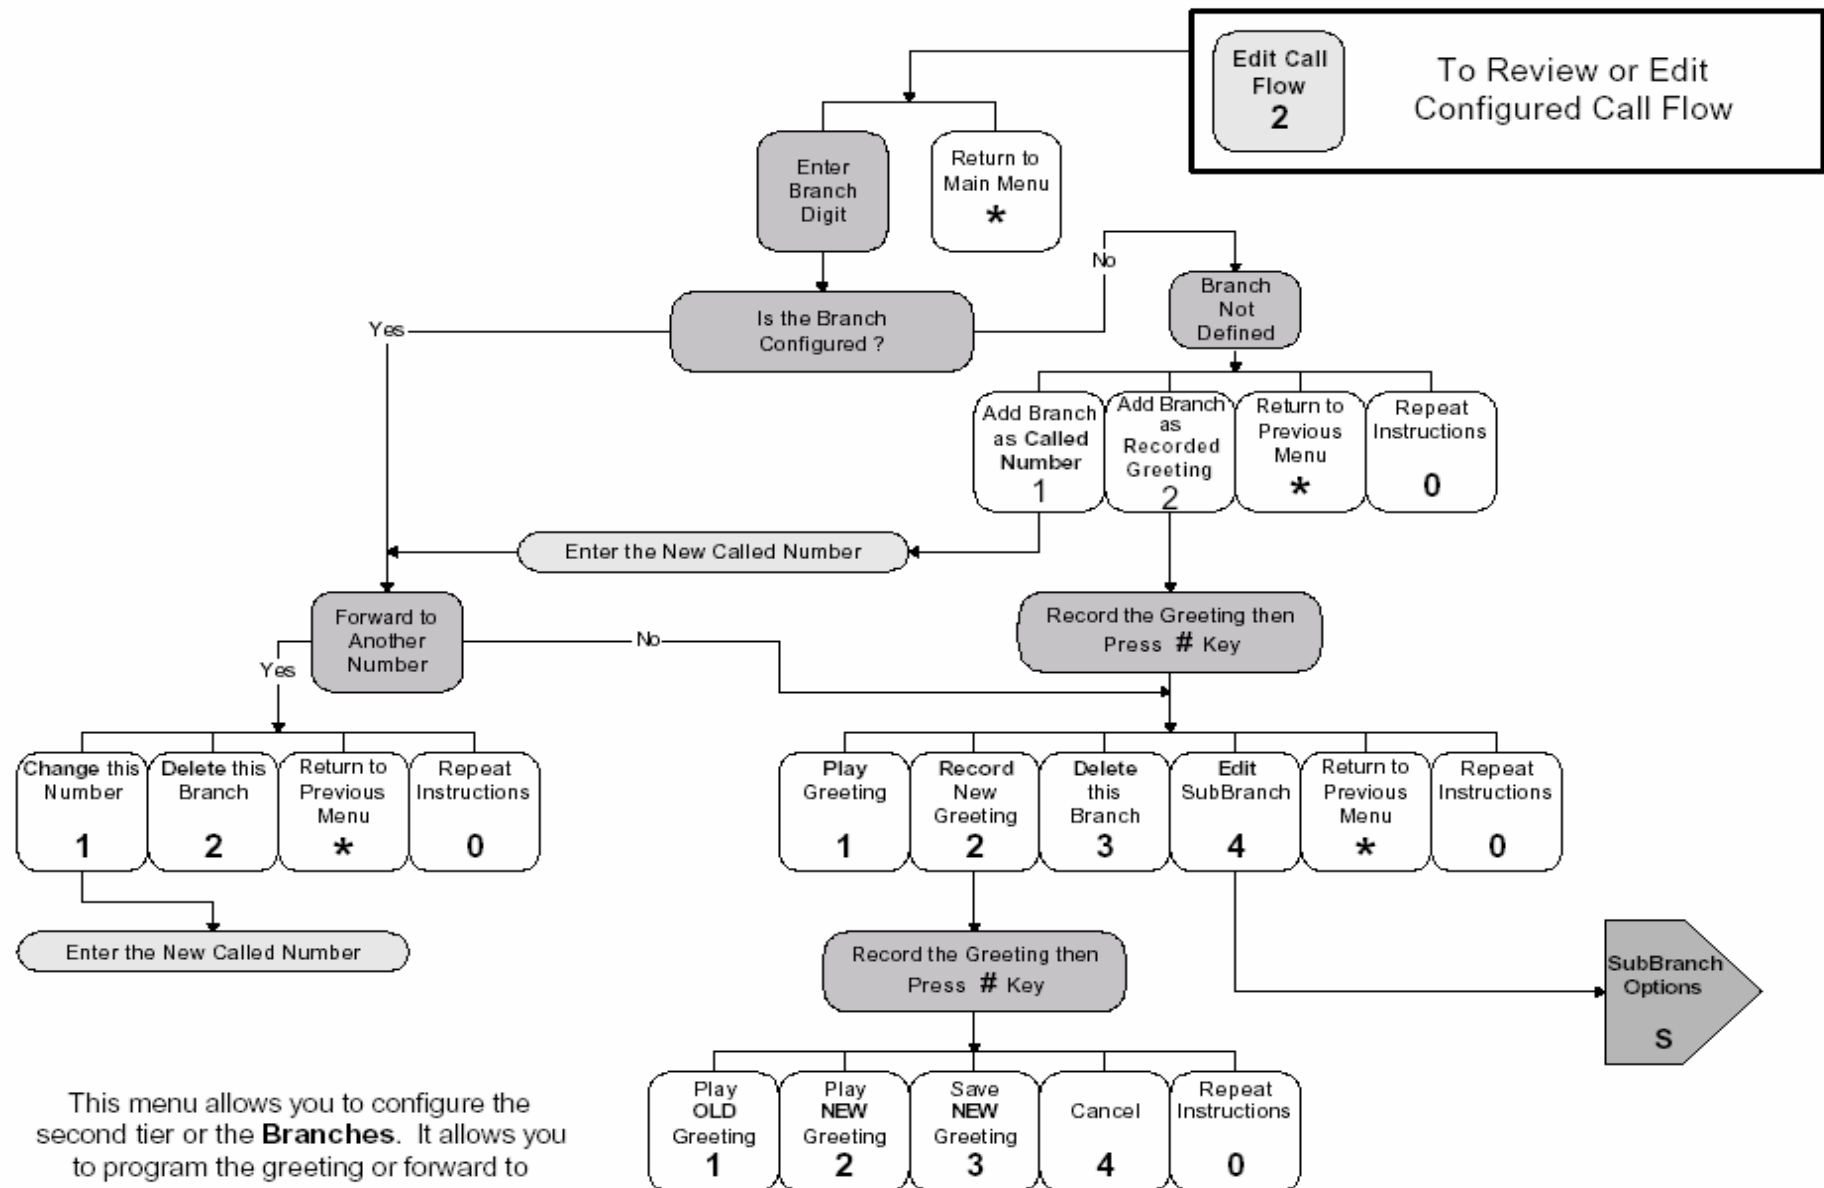 Edit Call
Flow
2
To Review or Edit
Configured Call Flow
Enter
Branch
Digit
Return to
Main Menu
*
Is the Branch
Configured ?
Yes
No
Branch
Not
Defined
Add Branch
as Called
Number
1
Add Branch
as
Recorded
Greeting
2
Return to
Previous
Menu
*
Repeat
Instructions
0
Enter the New Called Number
Forward to
Another
Number
Yes
No
Record the Greeting then
Press # Key
Change this
Number
1
Delete this
Branch
2
Return to
Previous
Menu
*
Repeat
Instructions
0
Play
Greeting
1
Record
New
Greeting
2
Delete
this
Branch
3
Edit
SubBranch
4
Return to
Previous
Menu
*
Repeat
Instructions
0
Enter the New Called Number
Record the Greeting then
Press # Key
SubBranch
Options
S
Play
OLD
Greeting
1
Play
NEW
Greeting
2
Save
NEW
Greeting
3
Cancel
4
Repeat
Instructions
0
This menu allows you to configure the
second tier or the Branches. It allows you
to program the greeting or forward to